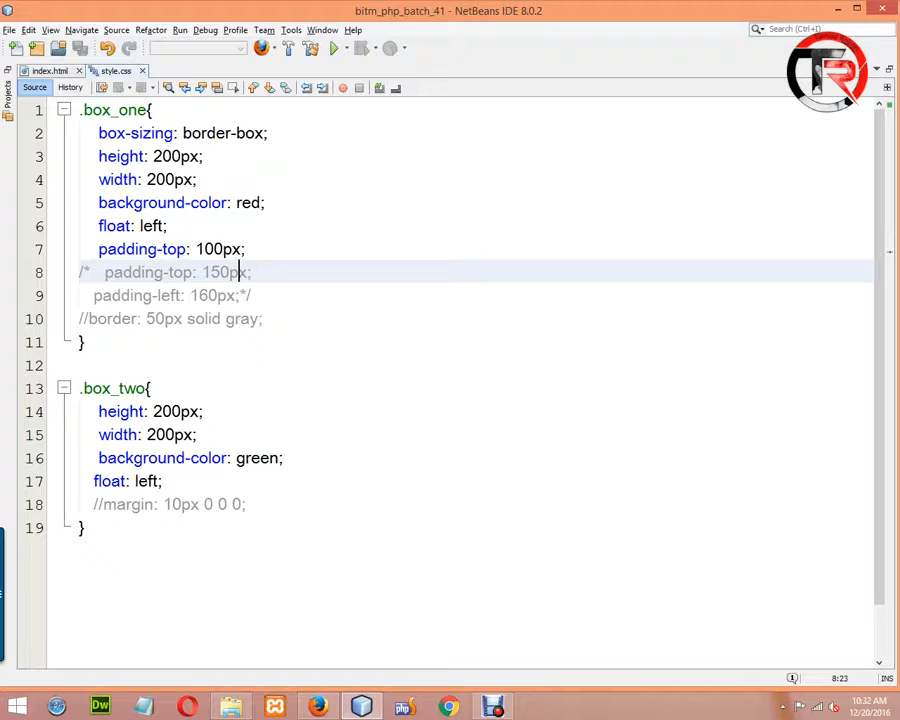 bitm_php_batch_41 - NetBeans IDE 8.0.2
File Edit View Navigate Source Refactor Run Debug Profile Team Tools Window Help
Search (Ctrl+I)
index.html style.css
Projects
Source History
1 .box_one{
2 box-sizing: border-box;
3 height: 200px;
4 width: 200px;
5 background-color: red;
6 float: left;
7 padding-top: 100px;
8 /* padding-top: 150px;
9 padding-left: 160px;*/
10 //border: 50px solid gray;
11 }
12
13 .box_two{
14 height: 200px;
15 width: 200px;
16 background-color: green;
17 float: left;
18 //margin: 10px 0 0 0;
19 }
8:23 INS
Dw php
10:32 AM
12/20/2016